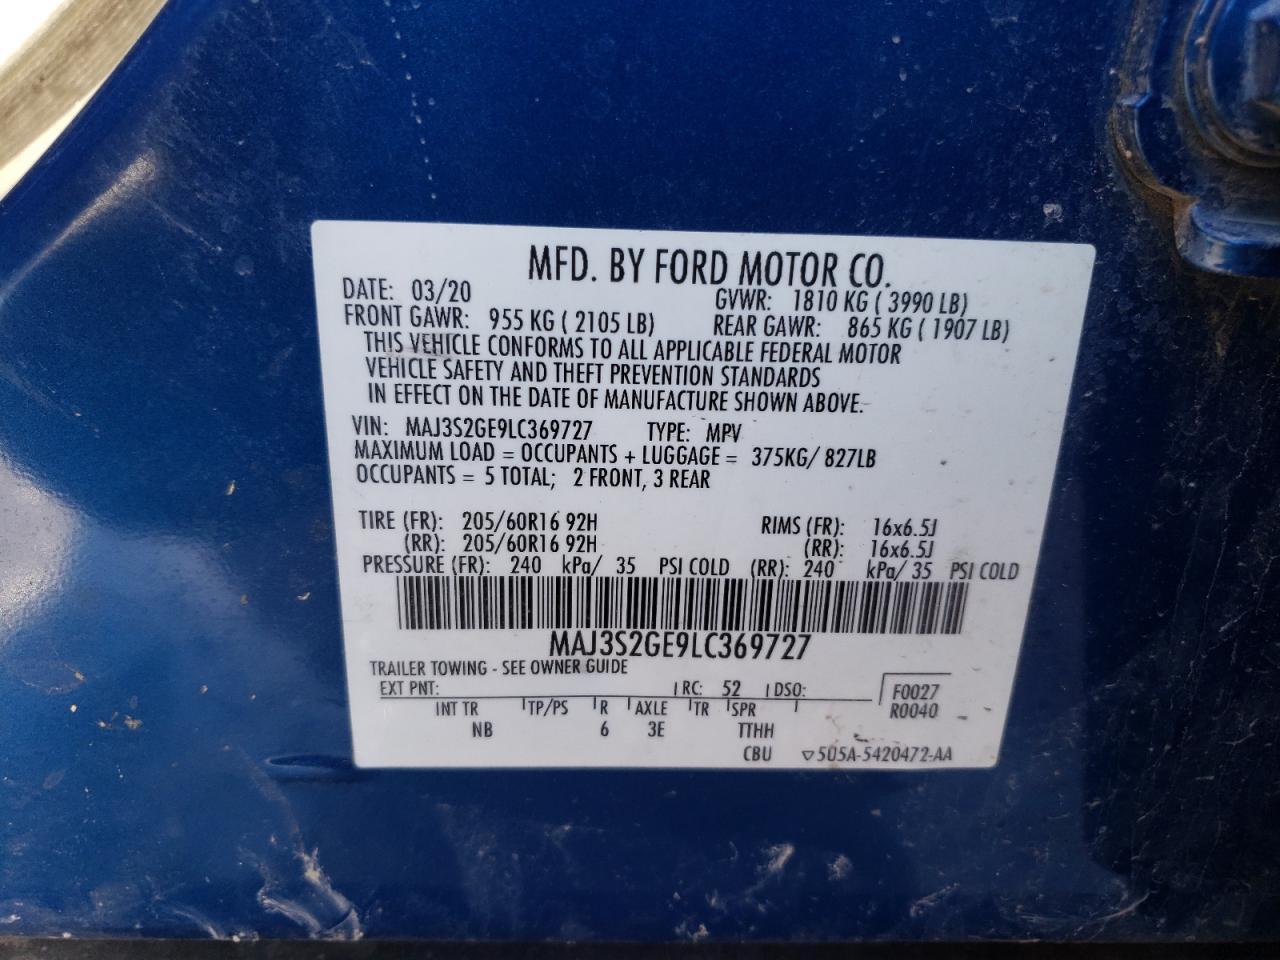 MFD. BY FORD MOTOR CO.
DATE: 03/20 GVWR: 1810 KG ( 3990 LB)
FRONT GAWR: 955 KG ( 2105 LB) REAR GAWR: 865 KG ( 1907 LB)
THIS VEHICLE CONFORMS TO ALL APPLICABLE FEDERAL MOTOR
VEHICLE SAFETY AND THEFT PREVENTION STANDARDS
IN EFFECT ON THE DATE OF MANUFACTURE SHOWN ABOVE.
VIN: MAJ3S2GE9LC369727 TYPE: MPV
MAXIMUM LOAD = OCCUPANTS + LUGGAGE = 375KG/ 827LB
OCCUPANTS = 5 TOTAL; 2 FRONT, 3 REAR
TIRE (FR): 205/60R16 92H RIMS (FR): 16x6.5J
(RR): 205/60R16 92H (RR): 16x6.5J
PRESSURE (FR): 240 kPa/ 35 PSI COLD (RR): 240 kPa/ 35 PSI COLD
MAJ3S2GE9LC369727
TRAILER TOWING - SEE OWNER GUIDE
EXT PNT: RC: 52 DSO: F0027
INT TR TP/PS R AXLE TR SPR R0040
NB 6 3E TTHH
CBU ▽5U5A-5420472-AA